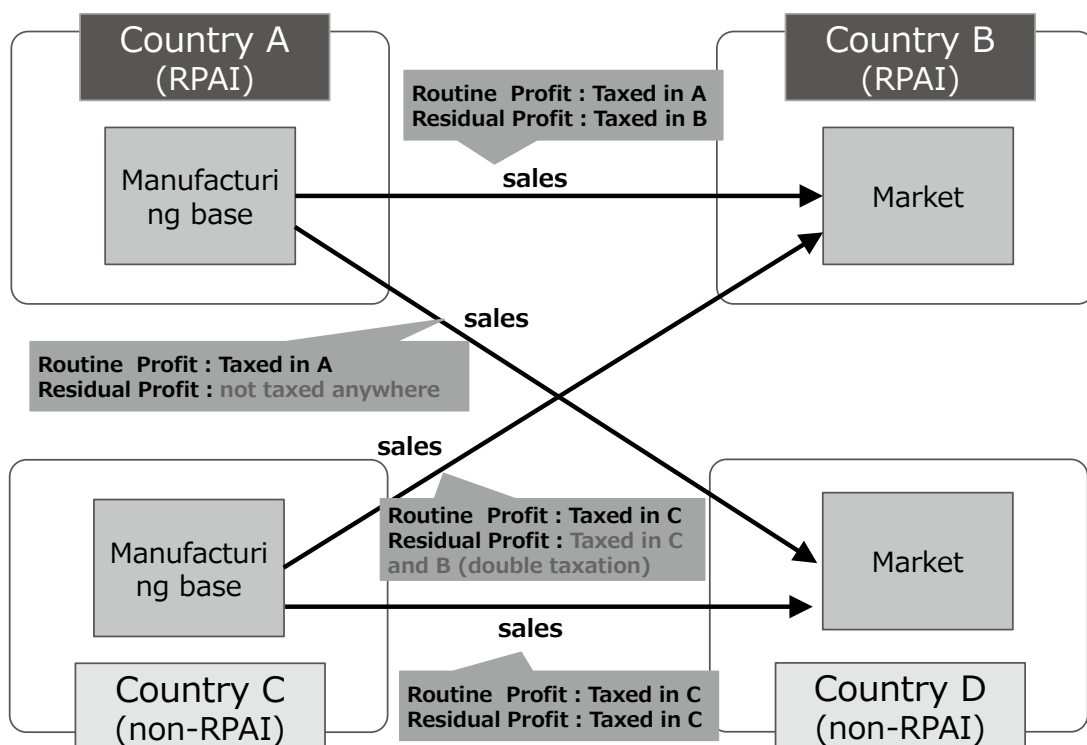 Country A
(RPAI)
Country B
(RPAI)
Routine Profit : Taxed in A
Residual Profit : Taxed in B
Manufacturi
ng base
sales
Market
sales
Routine Profit : Taxed in A
Residual Profit : not taxed anywhere
sales
Routine Profit : Taxed in C
Residual Profit : Taxed in C
and B (double taxation)
Manufacturi
ng base
Market
sales
Routine Profit : Taxed in C
Residual Profit : Taxed in C
Country C
(non-RPAI)
Country D
(non-RPAI)